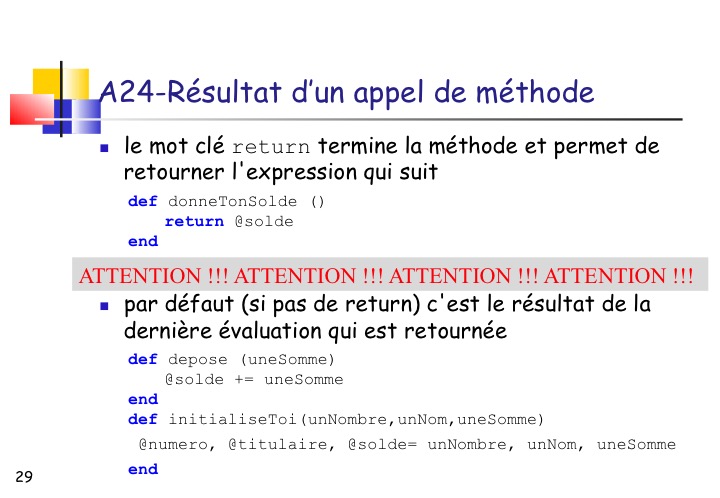 A24-Résultat d’un appel de méthode
le mot clé return termine la méthode et permet de
retourner l'expression qui suit
def donneTonSolde ()
return @solde
end
ATTENTION !!! ATTENTION !!! ATTENTION !!! ATTENTION !!!
par défaut (si pas de return) c'est le résultat de la
dernière évaluation qui est retournée
def depose (uneSomme)
@solde += uneSomme
end
def initialiseToi(unNombre,unNom,uneSomme)
@numero, @titulaire, @solde= unNombre, unNom, uneSomme
end
29